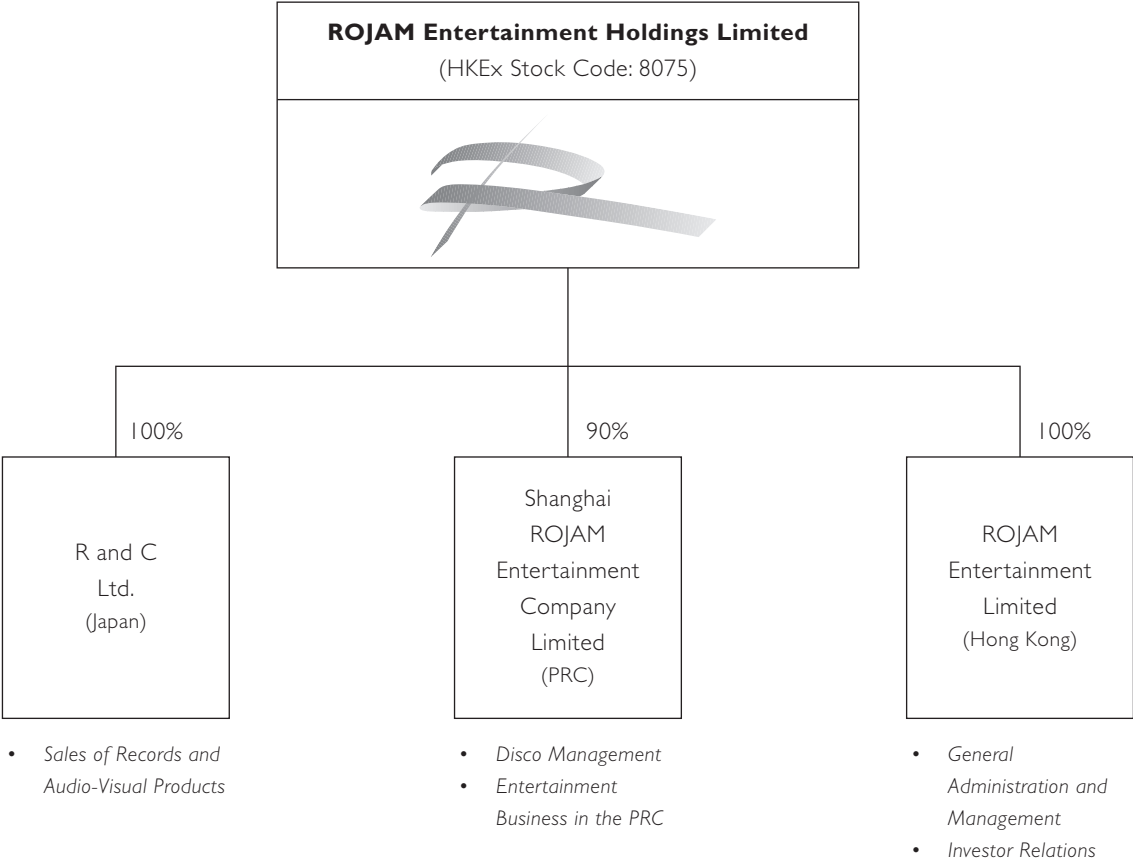 ROJAM Entertainment Holdings Limited
(HKEx Stock Code: 8075)
100%
90%
100%
R and C
Ltd.
(Japan)
Shanghai
ROJAM
Entertainment
Company
Limited
(PRC)
ROJAM
Entertainment
Limited
(Hong Kong)
• Sales of Records and
Audio-Visual Products
• Disco Management
• Entertainment
Business in the PRC
• General
Administration and
Management
• Investor Relations